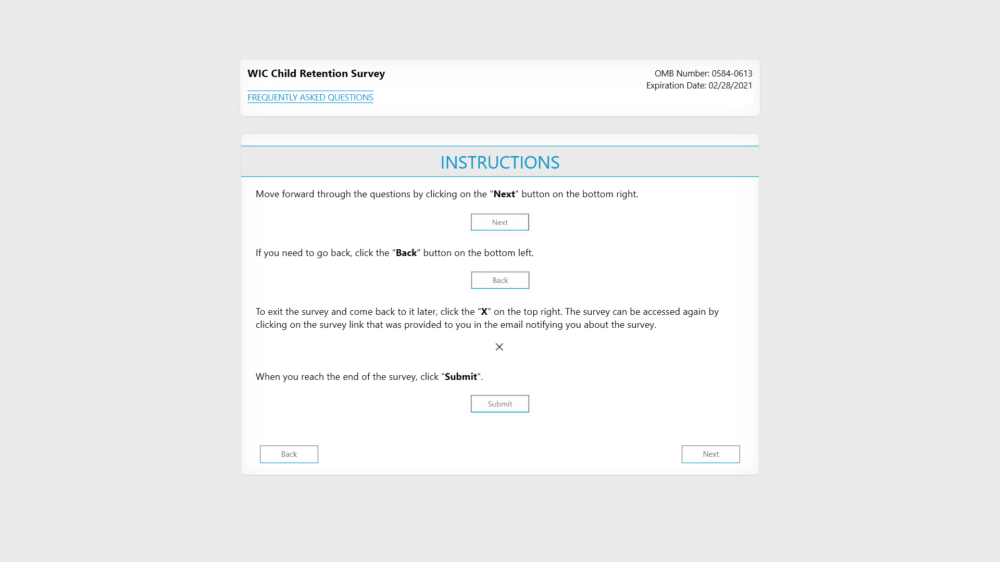 WIC Child Retention Survey
OMB Number: 0584-0613
Expiration Date: 02/28/2021
FREQUENTLY ASKED QUESTIONS
INSTRUCTIONS
Move forward through the questions by clicking on the "Next" button on the bottom right.
Next
If you need to go back, click the "Back" button on the bottom left.
Back
To exit the survey and come back to it later, click the "X" on the top right. The survey can be accessed again by
clicking on the survey link that was provided to you in the email notifying you about the survey.
When you reach the end of the survey, click "Submit".
Submit
Back
Next